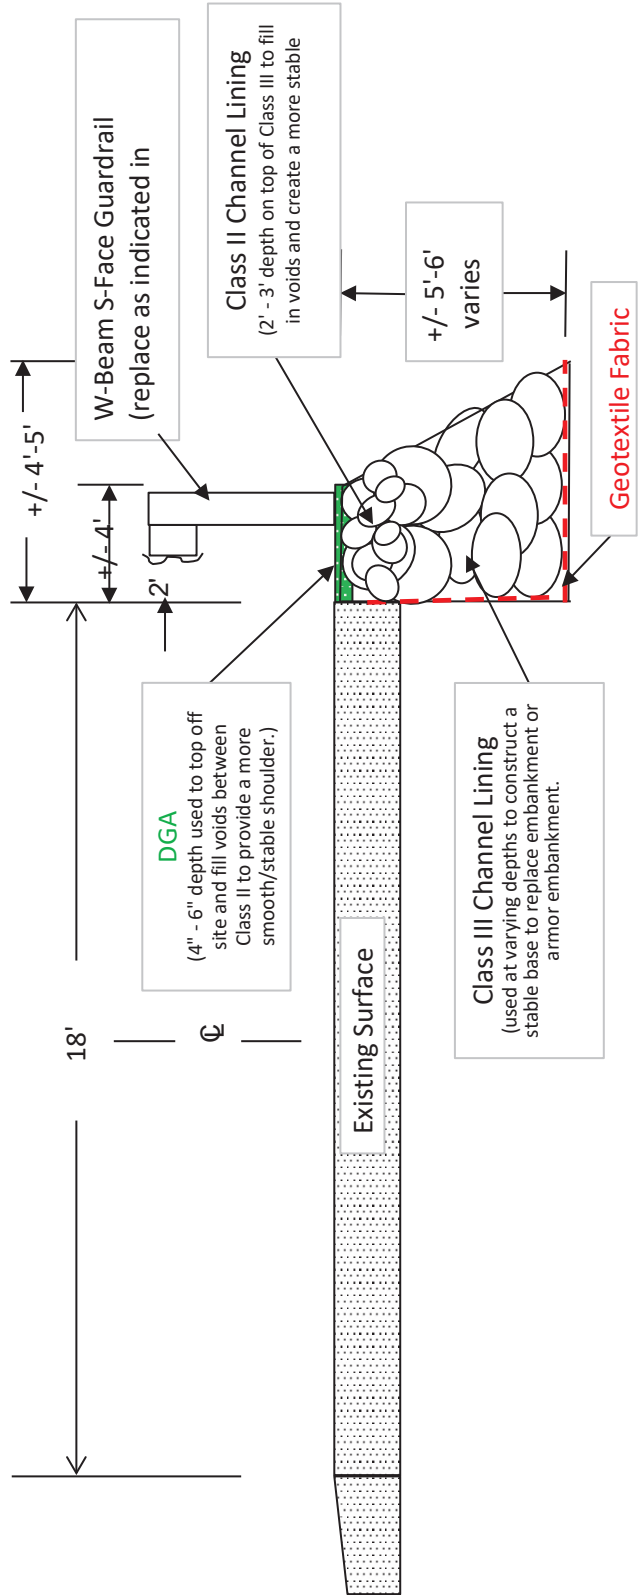 18'
+/- 4'-5'
+/- 4'
2'
W-Beam S-Face Guardrail
(replace as indicated in
Class II Channel Lining
(2' - 3' depth on top of Class III to fill
in voids and create a more stable
+/- 5'-6'
varies
Geotextile Fabric
DGA
(4" - 6" depth used to top off
site and fill voids between
Class II to provide a more
smooth/stable shoulder.)
℄
Existing Surface
Class III Channel Lining
(used at varying depths to construct a
stable base to replace embankment or
armor embankment.